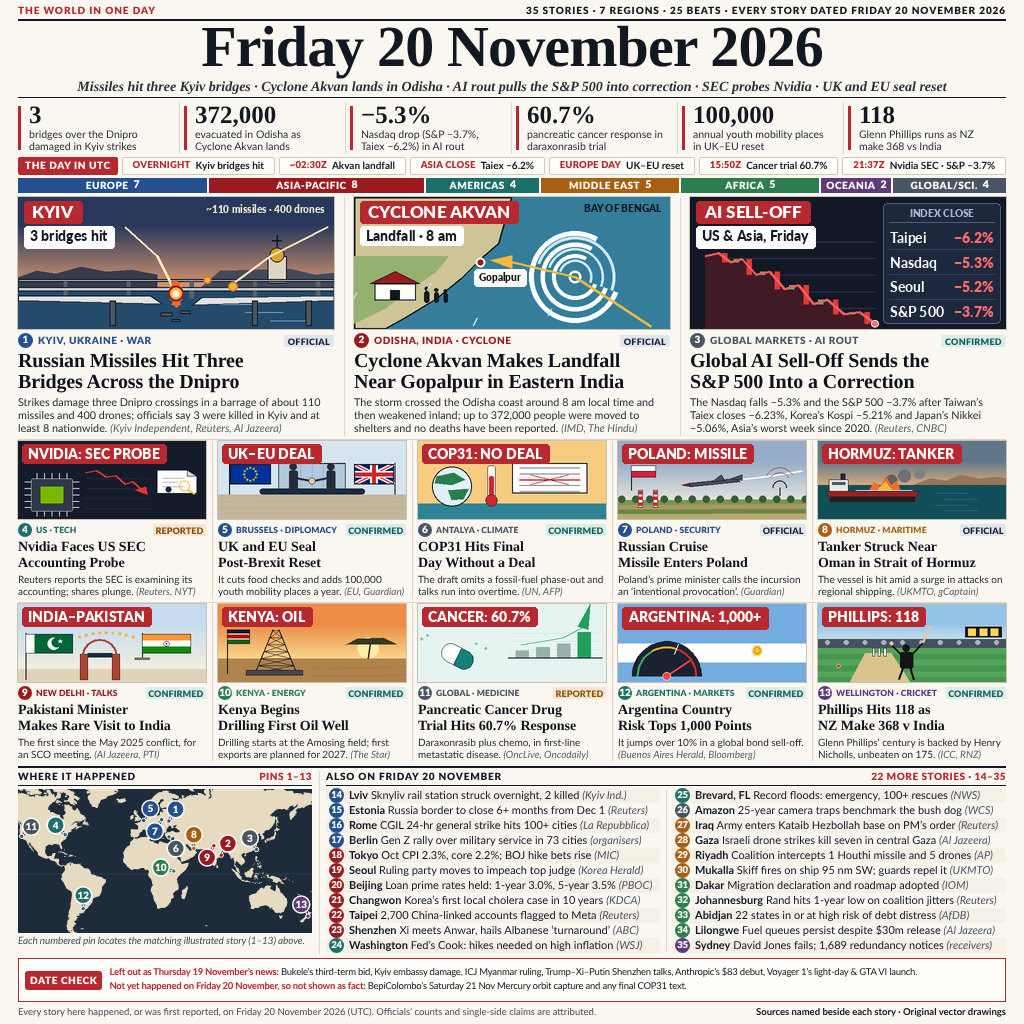 THE WORLD IN ONE DAY
35 STORIES · 7 REGIONS · 25 BEATS · EVERY STORY DATED FRIDAY 20 NOVEMBER 2026
Friday 20 November 2026
Missiles hit three Kyiv bridges · Cyclone Akvan lands in Odisha · AI rout pulls the S&P 500 into correction · SEC probes Nvidia · UK and EU seal reset
3
bridges over the Dnipro
damaged in Kyiv strikes
372,000
evacuated in Odisha as
Cyclone Akvan lands
−5.3%
Nasdaq drop (S&P −3.7%,
Taiex −6.2%) in AI rout
60.7%
pancreatic cancer response in
daraxonrasib trial
100,000
annual youth mobility places
in UK–EU reset
118
Glenn Phillips runs as NZ
make 368 vs India
THE DAY IN UTC
OVERNIGHT Kyiv bridges hit
~02:30Z Akvan landfall
ASIA CLOSE Taiex −6.2%
EUROPE DAY UK–EU reset
15:50Z Cancer trial 60.7%
21:37Z Nvidia SEC · S&P −3.7%
EUROPE 7
ASIA-PACIFIC 8
AMERICAS 4
MIDDLE EAST 5
AFRICA 5
OCEANIA 2
GLOBAL/SCI. 4
KYIV
~110 missiles · 400 drones
3 bridges hit
1 KYIV, UKRAINE · WAR
OFFICIAL
Russian Missiles Hit Three
Bridges Across the Dnipro
Strikes damage three Dnipro crossings in a barrage of about 110
missiles and 400 drones; officials say 3 were killed in Kyiv and at
least 8 nationwide. (Kyiv Independent, Reuters, Al Jazeera)
CYCLONE AKVAN
BAY OF BENGAL
Landfall · 8 am
Gopalpur
2 ODISHA, INDIA · CYCLONE
OFFICIAL
Cyclone Akvan Makes Landfall
Near Gopalpur in Eastern India
The storm crossed the Odisha coast around 8 am local time and
then weakened inland; up to 372,000 people were moved to
shelters and no deaths have been reported. (IMD, The Hindu)
AI SELL-OFF
US & Asia, Friday
INDEX CLOSE
Taipei −6.2%
Nasdaq −5.3%
Seoul −5.2%
S&P 500 −3.7%
3 GLOBAL MARKETS · AI ROUT
CONFIRMED
Global AI Sell-Off Sends the
S&P 500 Into a Correction
The Nasdaq falls −5.3% and the S&P 500 −3.7% after Taiwan's
Taiex closes −6.23%, Korea's Kospi −5.21% and Japan's Nikkei
−5.06%, Asia's worst week since 2020. (Reuters, CNBC)
NVIDIA: SEC PROBE
4 US · TECH
REPORTED
Nvidia Faces US SEC
Accounting Probe
Reuters reports the SEC is examining its
accounting; shares plunge. (Reuters, NYT)
UK–EU DEAL
5 BRUSSELS · DIPLOMACY
CONFIRMED
UK and EU Seal
Post-Brexit Reset
It cuts food checks and adds 100,000
youth mobility places a year. (EU, Guardian)
COP31: NO DEAL
6 ANTALYA · CLIMATE
CONFIRMED
COP31 Hits Final
Day Without a Deal
The draft omits a fossil-fuel phase-out and
talks run into overtime. (UN, AFP)
POLAND: MISSILE
7 POLAND · SECURITY
OFFICIAL
Russian Cruise
Missile Enters Poland
Poland's prime minister calls the incursion
an 'intentional provocation'. (Guardian)
HORMUZ: TANKER
8 HORMUZ · MARITIME
OFFICIAL
Tanker Struck Near
Oman in Strait of Hormuz
The vessel is hit amid a surge in attacks on
regional shipping. (UKMTO, gCaptain)
INDIA–PAKISTAN
9 NEW DELHI · TALKS
CONFIRMED
Pakistani Minister
Makes Rare Visit to India
The first since the May 2025 conflict, for
an SCO meeting. (Al Jazeera, PTI)
KENYA: OIL
10 KENYA · ENERGY
CONFIRMED
Kenya Begins
Drilling First Oil Well
Drilling starts at the Amosing field; first
exports are planned for 2027. (The Star)
CANCER: 60.7%
11 GLOBAL · MEDICINE
REPORTED
Pancreatic Cancer Drug
Trial Hits 60.7% Response
Daraxonrasib plus chemo, in first-line
metastatic disease. (OncLive, Oncodaily)
ARGENTINA: 1,000+
12 ARGENTINA · MARKETS
CONFIRMED
Argentina Country
Risk Tops 1,000 Points
It jumps over 10% in a global bond sell-off.
(Buenos Aires Herald, Bloomberg)
PHILLIPS: 118
13 WELLINGTON · CRICKET
CONFIRMED
Phillips Hits 118 as
NZ Make 368 v India
Glenn Phillips' century is backed by Henry
Nicholls, unbeaten on 175. (ICC, RNZ)
WHERE IT HAPPENED
PINS 1–13
11 4 5 1 7 8 3 6 2 9 10 12 13
Each numbered pin locates the matching illustrated story (1–13) above.
ALSO ON FRIDAY 20 NOVEMBER
22 MORE STORIES · 14–35
14 Lviv Sknyliv rail station struck overnight, 2 killed (Kyiv Ind.)
15 Estonia Russia border to close 6+ months from Dec 1 (Reuters)
16 Rome CGIL 24-hr general strike hits 100+ cities (La Repubblica)
17 Berlin Gen Z rally over military service in 73 cities (organisers)
18 Tokyo Oct CPI 2.3%, core 2.2%; BOJ hike bets rise (MIC)
19 Seoul Ruling party moves to impeach top judge (Korea Herald)
20 Beijing Loan prime rates held: 1-year 3.0%, 5-year 3.5% (PBOC)
21 Changwon Korea's first local cholera case in 10 years (KDCA)
22 Taipei 2,700 China-linked accounts flagged to Meta (Reuters)
23 Shenzhen Xi meets Anwar, hails Albanese 'turnaround' (ABC)
24 Washington Fed's Cook: hikes needed on high inflation (WSJ)
25 Brevard, FL Record floods: emergency, 100+ rescues (NWS)
26 Amazon 25-year camera traps benchmark the bush dog (WCS)
27 Iraq Army enters Kataib Hezbollah base on PM's order (Reuters)
28 Gaza Israeli drone strikes kill seven in central Gaza (Al Jazeera)
29 Riyadh Coalition intercepts 1 Houthi missile and 5 drones (AP)
30 Mukalla Skiff fires on ship 95 nm SW; guards repel it (UKMTO)
31 Dakar Migration declaration and roadmap adopted (IOM)
32 Johannesburg Rand hits 1-year low on coalition jitters (Reuters)
33 Abidjan 22 states in or at high risk of debt distress (AfDB)
34 Lilongwe Fuel queues persist despite $30m release (Al Jazeera)
35 Sydney David Jones fails; 1,689 redundancy notices (receivers)
DATE CHECK
Left out as Thursday 19 November's news: Bukele's third-term bid, Kyiv embassy damage, ICJ Myanmar ruling, Trump–Xi–Putin Shenzhen talks, Anthropic's $83 debut, Voyager 1's light-day & GTA VI launch.
Not yet happened on Friday 20 November, so not shown as fact: BepiColombo's Saturday 21 Nov Mercury orbit capture and any final COP31 text.
Every story here happened, or was first reported, on Friday 20 November 2026 (UTC). Officials' counts and single-side claims are attributed.
Sources named beside each story · Original vector drawings